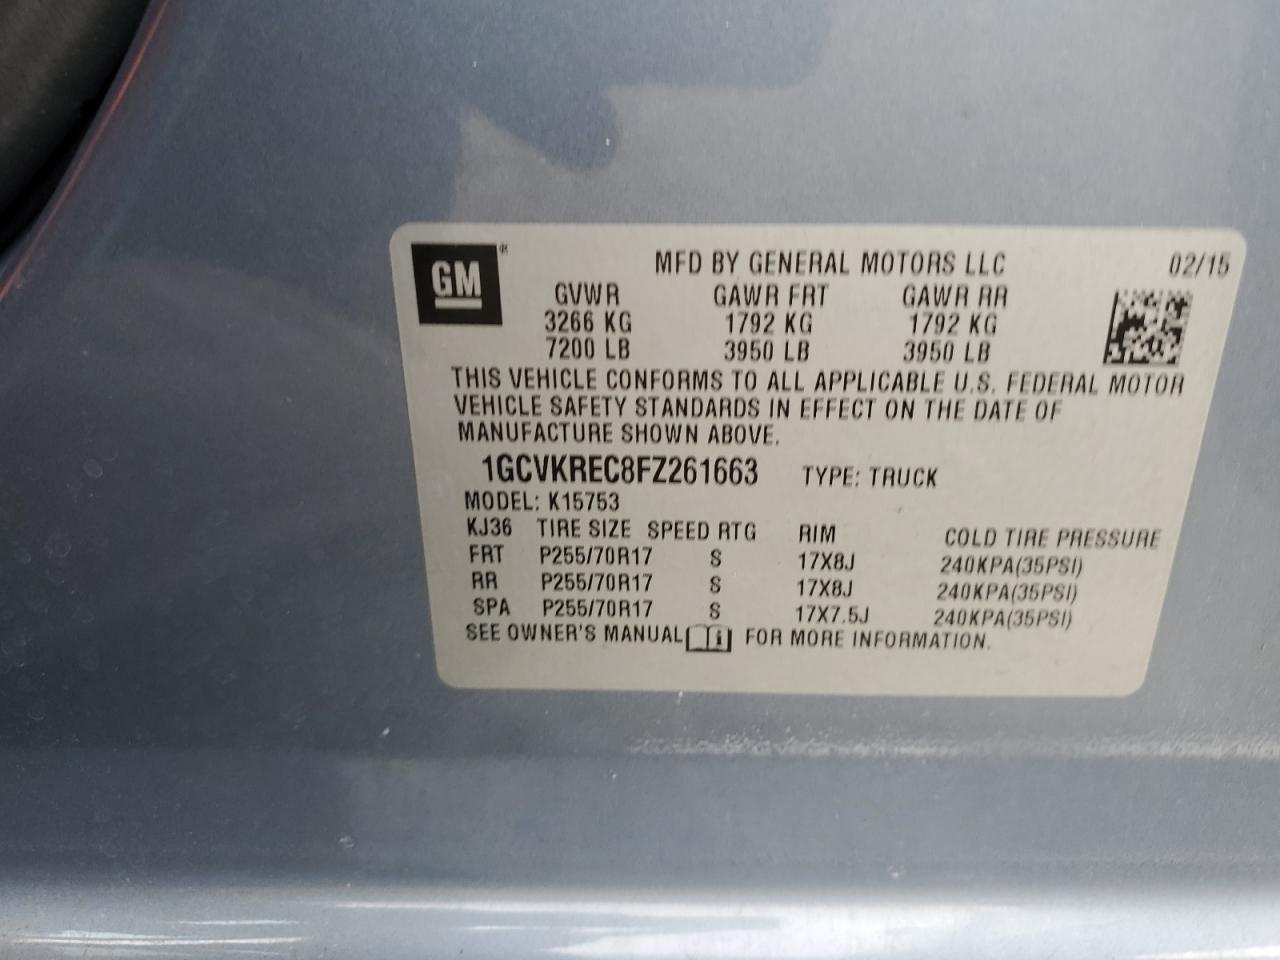 GM® MFD BY GENERAL MOTORS LLC 02/15
GVWR GAWR FRT GAWR RR
3266 KG 1792 KG 1792 KG
7200 LB 3950 LB 3950 LB
THIS VEHICLE CONFORMS TO ALL APPLICABLE U.S. FEDERAL MOTOR
VEHICLE SAFETY STANDARDS IN EFFECT ON THE DATE OF
MANUFACTURE SHOWN ABOVE.
1GCVKREC8FZ261663 TYPE: TRUCK
MODEL: K15753
KJ36 TIRE SIZE SPEED RTG RIM COLD TIRE PRESSURE
FRT P255/70R17 S 17X8J 240KPA(35PSI)
RR P255/70R17 S 17X8J 240KPA(35PSI)
SPA P255/70R17 S 17X7.5J 240KPA(35PSI)
SEE OWNER'S MANUAL i FOR MORE INFORMATION.